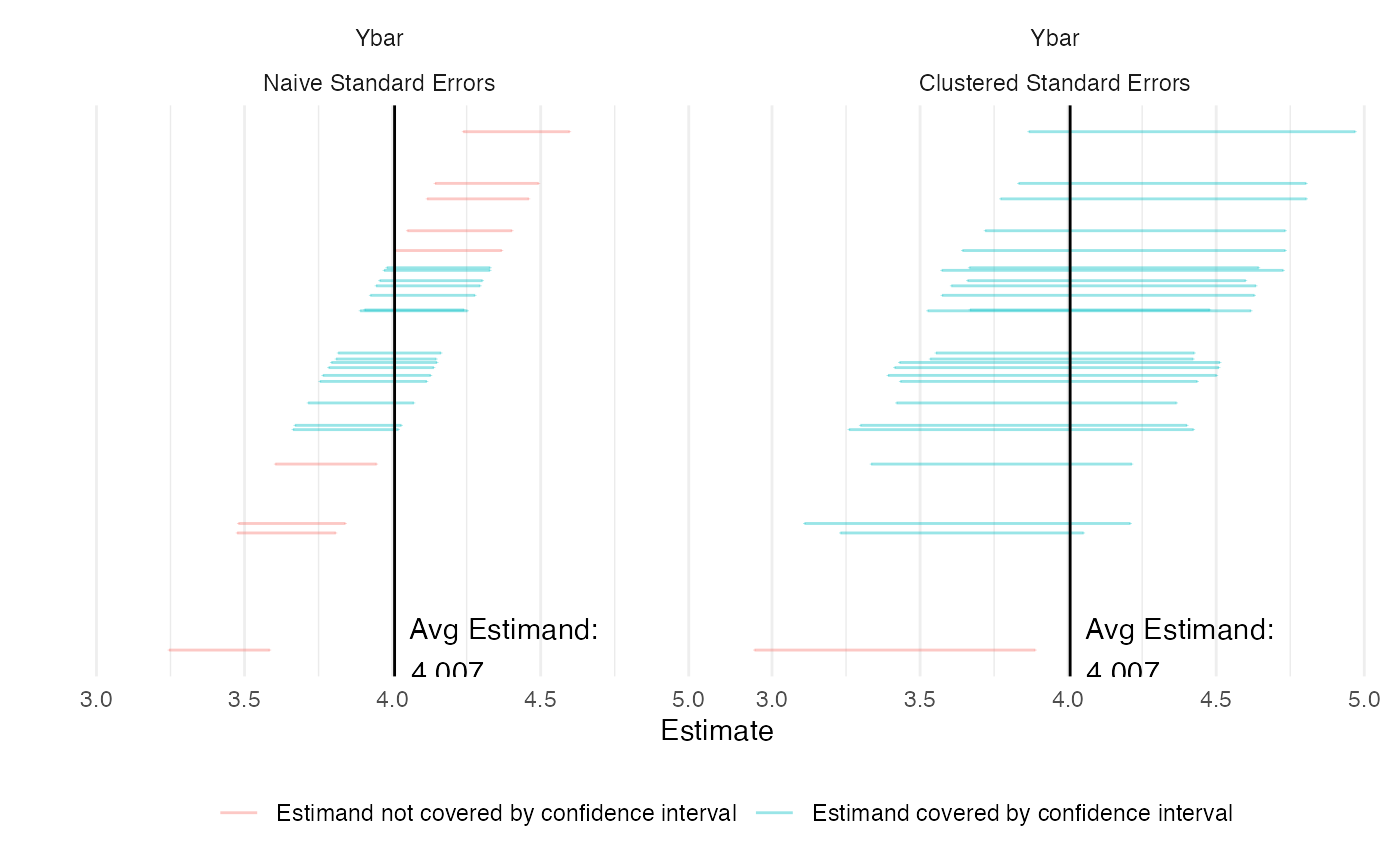 Ybar
Ybar
Naive Standard Errors
Clustered Standard Errors
Avg Estimand:
4.007
Avg Estimand:
4.007
3.0 3.5 4.0 4.5 5.0
3.0 3.5 4.0 4.5 5.0
Estimate
Estimand not covered by confidence interval
Estimand covered by confidence interval